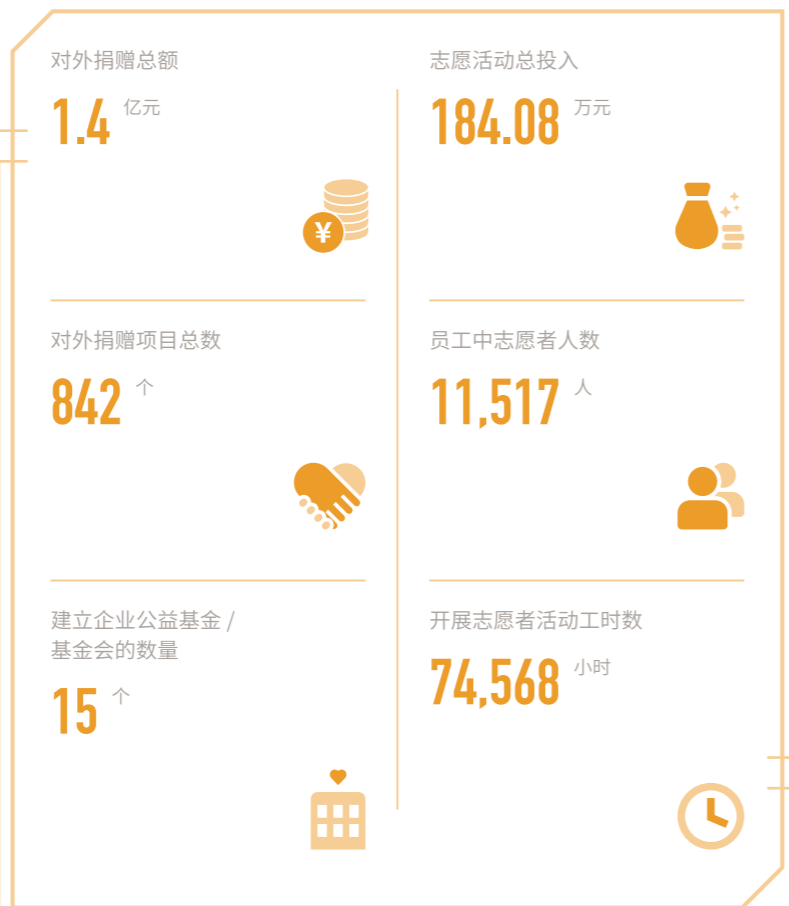 对外捐赠总额
1.4 亿元
¥
对外捐赠项目总数
842 个
建立企业公益基金 /
基金会的数量
15 个
志愿活动总投入
184.08 万元
员工中志愿者人数
11,517 人
开展志愿者活动工时数
74,568 小时